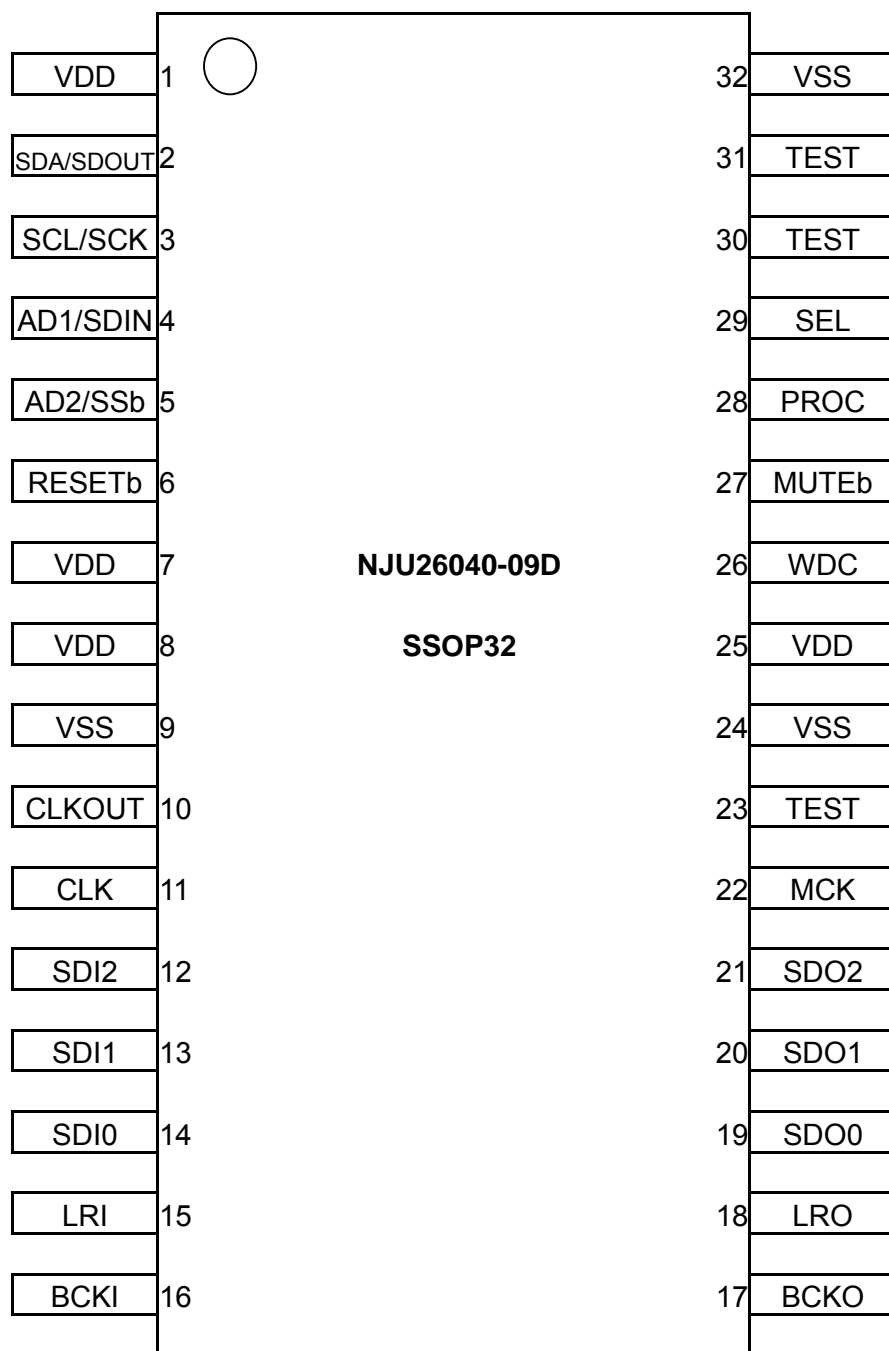 VDD 1 32 VSS
SDA/SDOUT 2 31 TEST
SCL/SCK 3 30 TEST
AD1/SDIN 4 29 SEL
AD2/SSb 5 28 PROC
RESETb 6 27 MUTEb
VDD 7 NJU26040-09D 26 WDC
VDD 8 SSOP32 25 VDD
VSS 9 24 VSS
CLKOUT 10 23 TEST
CLK 11 22 MCK
SDI2 12 21 SDO2
SDI1 13 20 SDO1
SDI0 14 19 SDO0
LRI 15 18 LRO
BCKI 16 17 BCKO